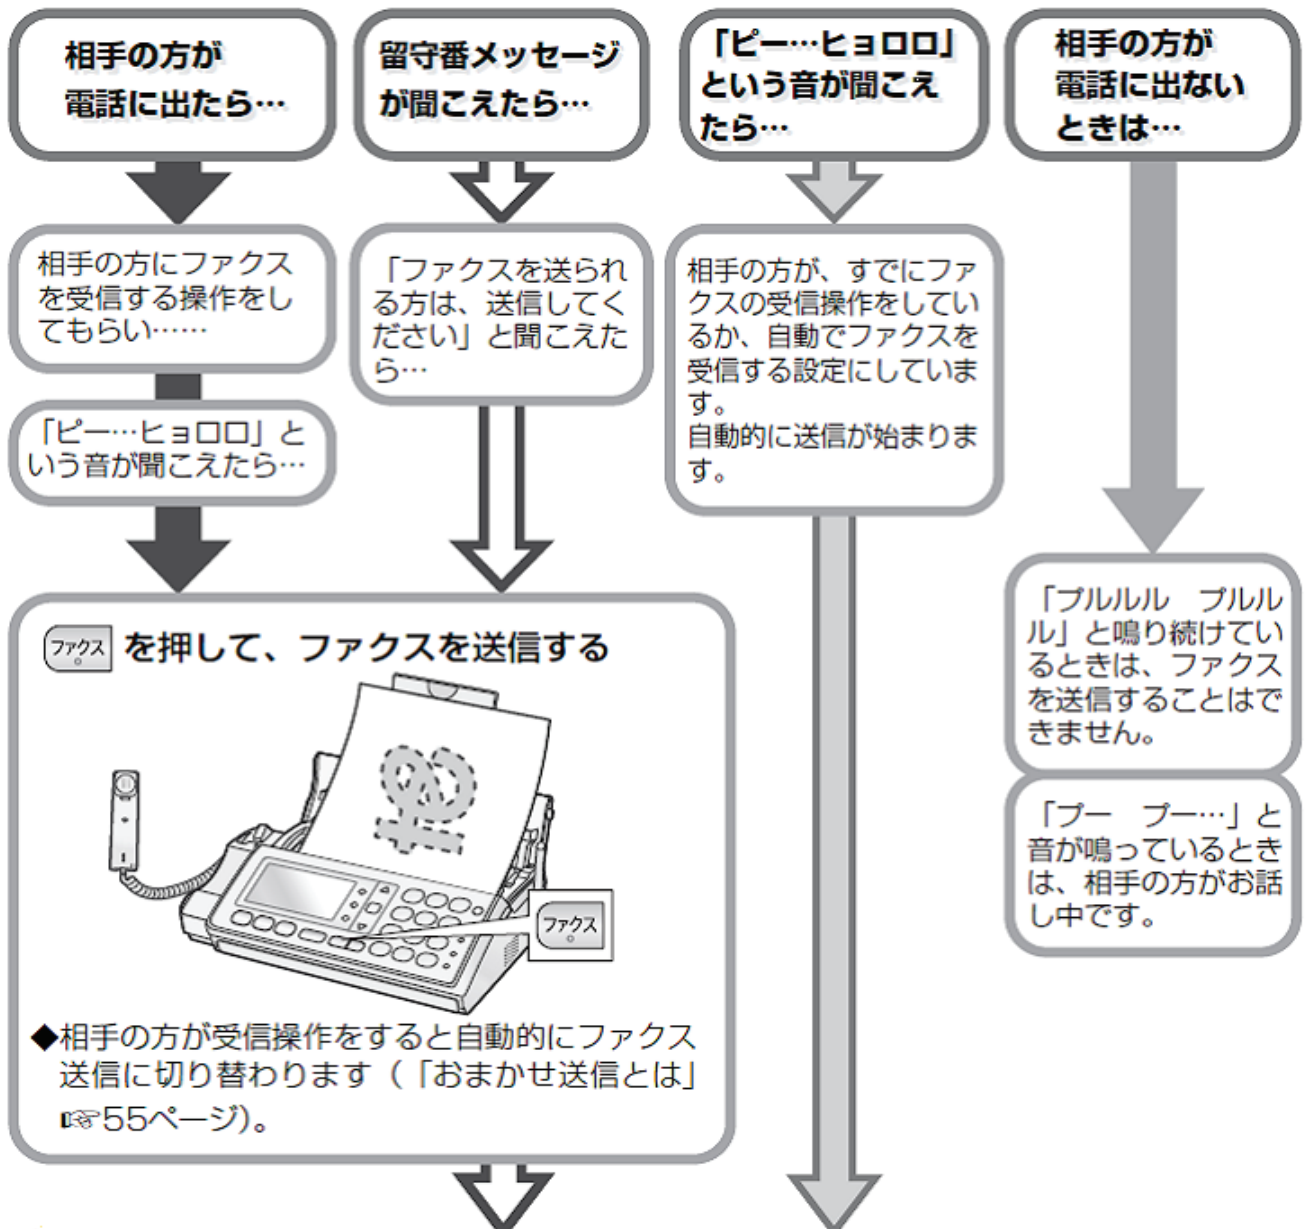 相手の方が
電話に出たら…
留守番メッセージ
が聞こえたら…
「ピー…ヒョロロ」
という音が聞こえ
たら…
相手の方が
電話に出ない
ときは…
相手の方にファクス
を受信する操作をし
てもらい……
「ピー…ヒョロロ」と
いう音が聞こえたら…
「ファクスを送られ
る方は、送信してく
ださい」と聞こえた
ら…
相手の方が、すでにファ
クスの受信操作をしてい
るか、自動でファクスを
受信する設定にしていま
す。
自動的に送信が始まりま
す。
「プルルル　プルル
ル」と鳴り続けてい
るときは、ファクス
を送信することはで
きません。
「プー　プー…」と
音が鳴っているとき
は、相手の方がお話
し中です。
ファクス を押して、ファクスを送信する
ファクス
◆相手の方が受信操作をすると自動的にファクス
送信に切り替わります（「おまかせ送信とは」
☞55ページ）。